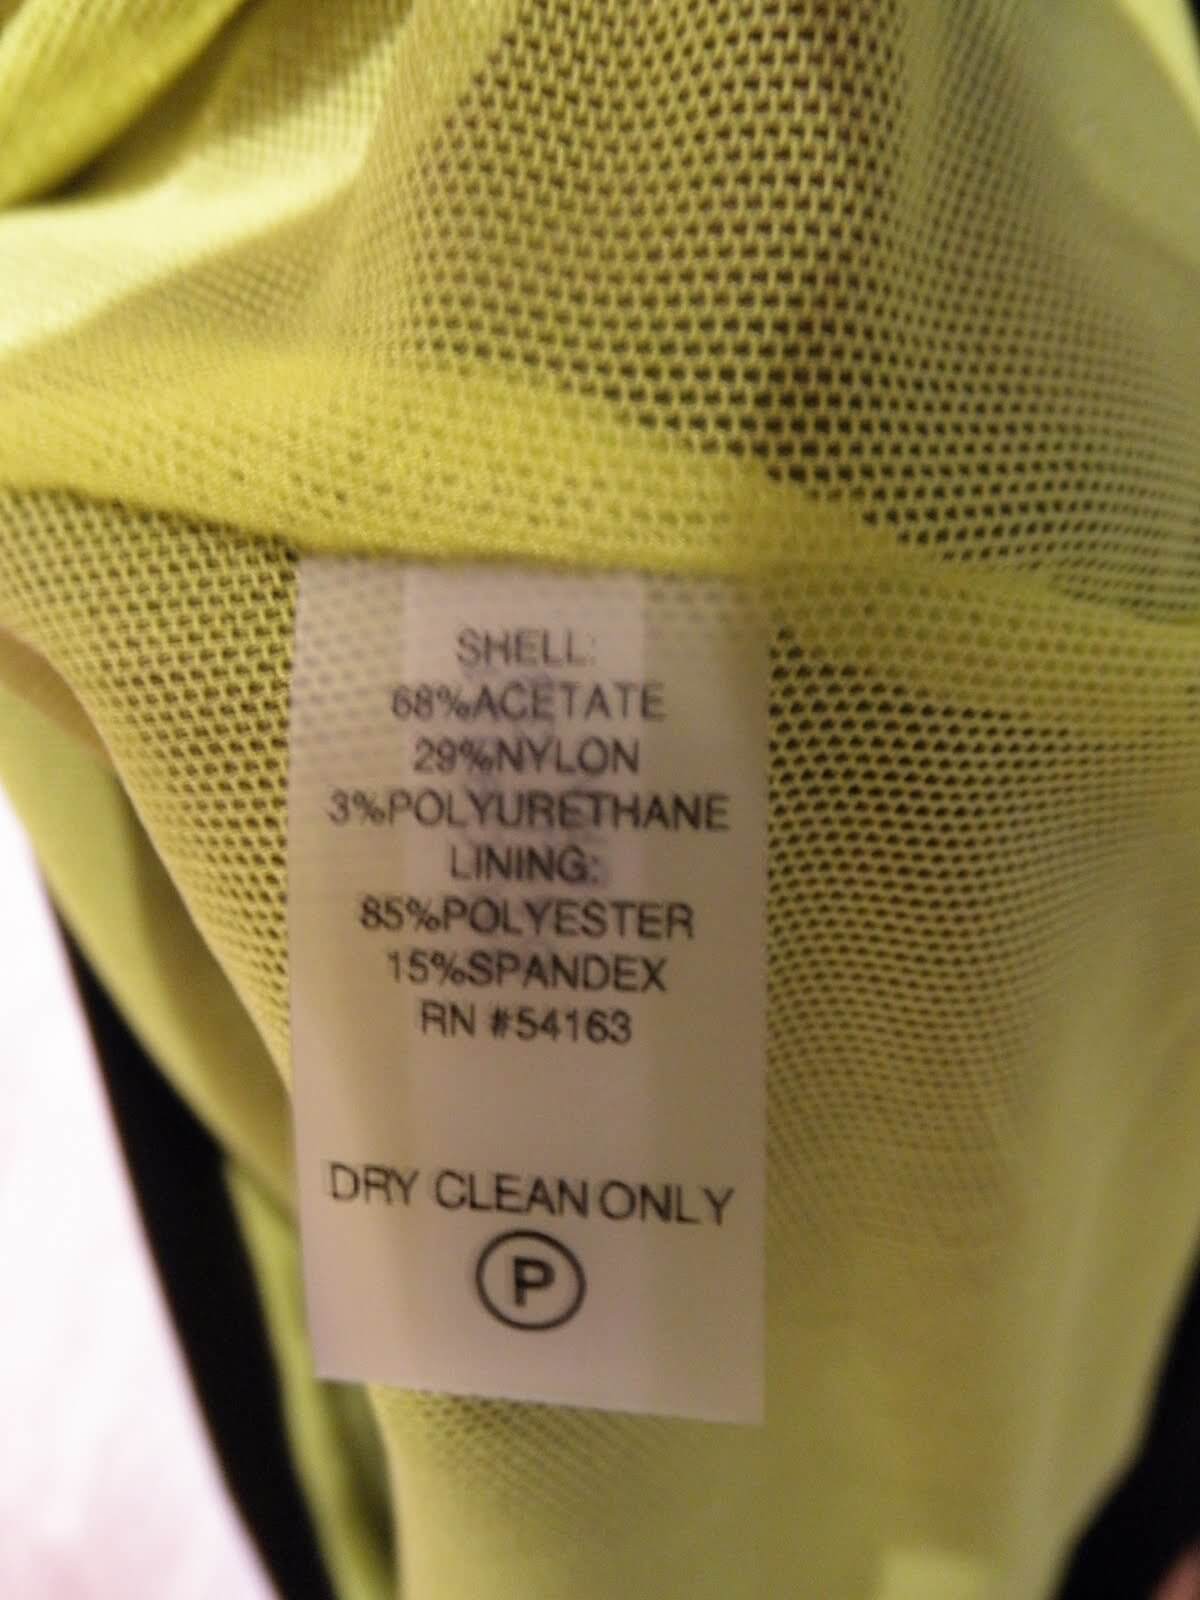 SHELL:
68%ACETATE
29%NYLON
3%POLYURETHANE
LINING:
85%POLYESTER
15%SPANDEX
RN #54163
DRY CLEAN ONLY
P